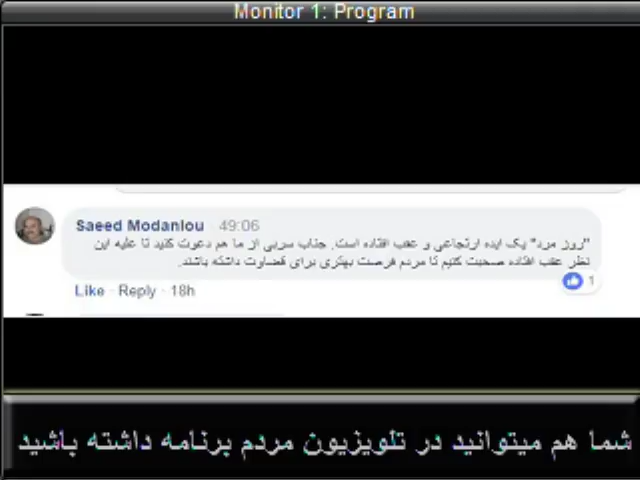 Monitor 1: Program
Saeed Modanlou 49:06
"روز مرد" یک ایده ارتجاعی و عقب افتاده است. جناب سربی از ما هم دعوت کنید تا علیه این
نظر عقب افتاده صحبت کنیم تا مردم فرصت بهتری برای قضاوت داشته باشند.
1
Like · Reply · 18h
شما هم میتوانید در تلویزیون مردم برنامه داشته باشید